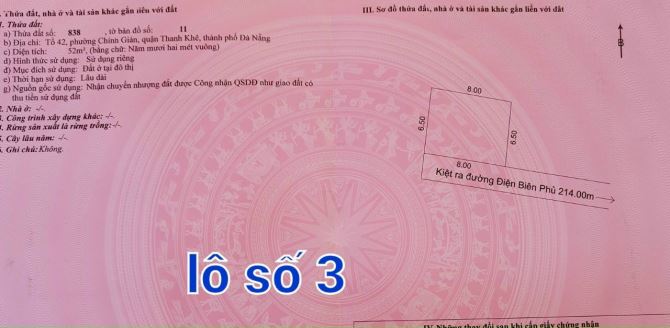 II. Thửa đất, nhà ở và tài sản khác gắn liền với đất
1. Thửa đất:
a) Thửa đất số: 838 , tờ bản đồ số: 11
b) Địa chỉ: Tổ 42, phường Chính Gián, quận Thanh Khê, thành phố Đà Nẵng
c) Diện tích: 52m², (bằng chữ: Năm mươi hai mét vuông)
d) Hình thức sử dụng: Sử dụng riêng
đ) Mục đích sử dụng: Đất ở tại đô thị
e) Thời hạn sử dụng: Lâu dài
g) Nguồn gốc sử dụng: Nhận chuyển nhượng đất được Công nhận QSDĐ như giao đất có
thu tiền sử dụng đất
2. Nhà ở: -/-
3. Công trình xây dựng khác: -/-
4. Rừng sản xuất là rừng trồng: -/-
5. Cây lâu năm: -/-
6. Ghi chú: Không.
III. Sơ đồ thửa đất, nhà ở và tài sản khác gắn liền với đất
B
8.00
6.50
6.50
8.00
Kiệt ra đường Điện Biên Phủ 214.00m
lô số 3
IV. Những thay đổi sau khi cấp giấy chứng nhận